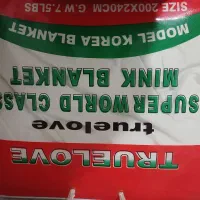 TRUELOVE
truelove
SUPER WORLD CLASS
MINK BLANKET
MODEL KOREA BLANKET
SIZE 200X240CM G.W.7.5LBS